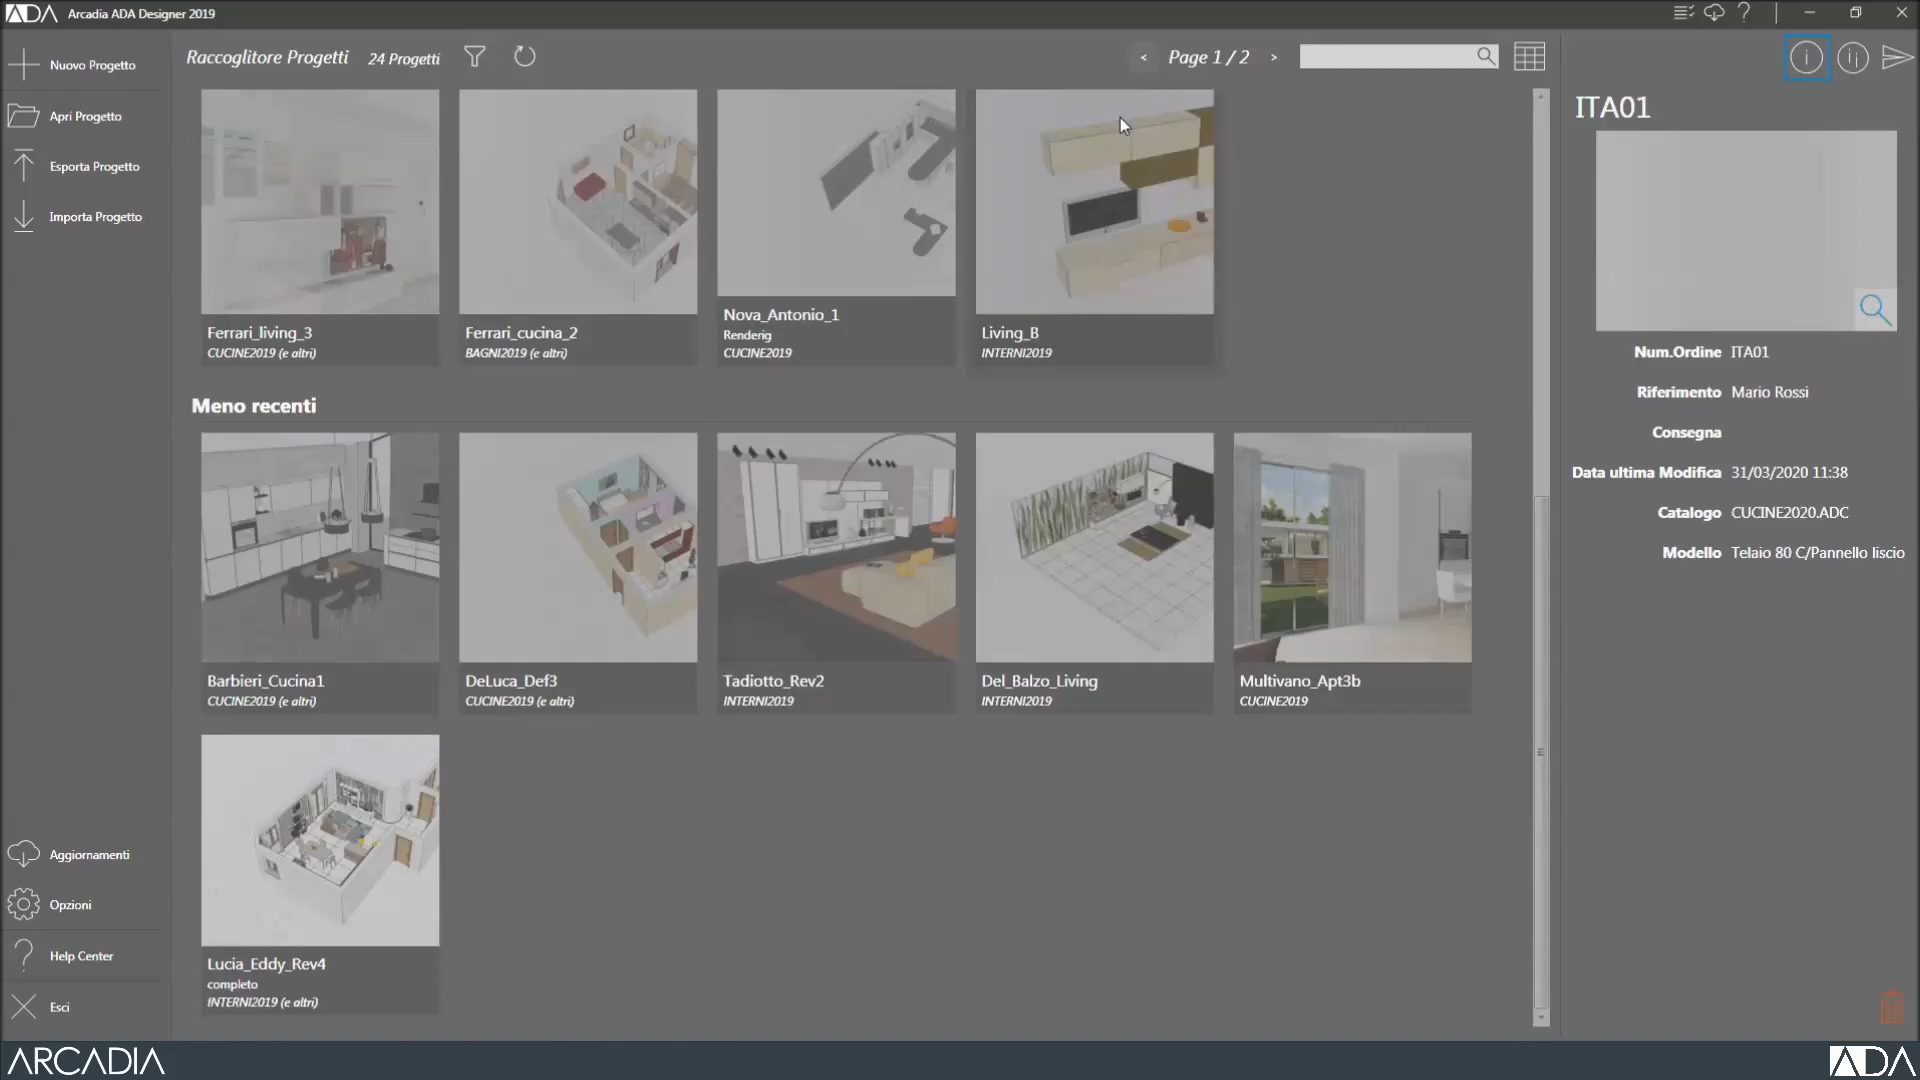 ADA Arcadia ADA Designer 2019
Nuovo Progetto
Apri Progetto
Esporta Progetto
Importa Progetto
Aggiornamenti
Opzioni
Help Center
Esci
Raccoglitore Progetti 24 Progetti
< Page 1 / 2 >
Ferrari_living_3
CUCINE2019 (e altri)
Ferrari_cucina_2
BAGNI2019 (e altri)
Nova_Antonio_1
Renderig
CUCINE2019
Living_B
INTERNI2019
Meno recenti
Barbieri_Cucina1
CUCINE2019 (e altri)
DeLuca_Def3
CUCINE2019 (e altri)
Tadiotto_Rev2
INTERNI2019
Del_Balzo_Living
INTERNI2019
Multivano_Apt3b
CUCINE2019
Lucia_Eddy_Rev4
completo
INTERNI2019 (e altri)
ITA01
Num.Ordine ITA01
Riferimento Mario Rossi
Consegna
Data ultima Modifica 31/03/2020 11:38
Catalogo CUCINE2020.ADC
Modello Telaio 80 C/Pannello liscio
ARCADIA
ADA